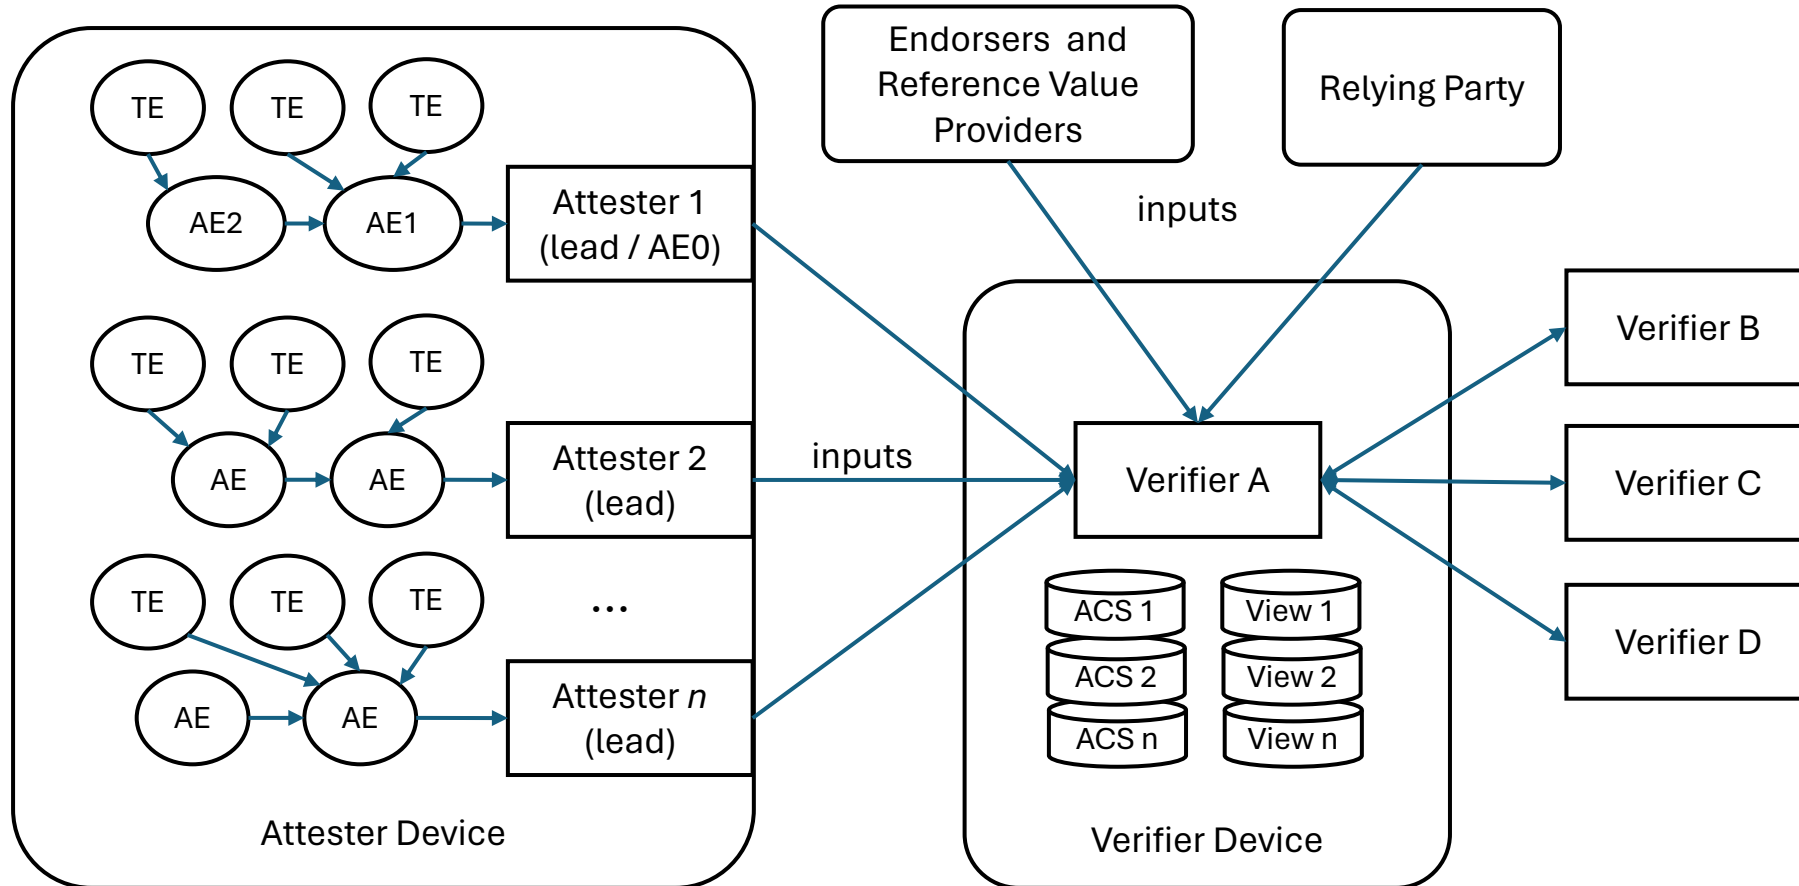 TE
TE
TE
AE2
AE1
Attester 1
(lead / AE0)
TE
TE
TE
AE
AE
Attester 2
(lead)
TE
TE
TE
...
AE
AE
Attester n
(lead)
Attester Device
inputs
Endorsers and
Reference Value
Providers
Relying Party
inputs
Verifier A
ACS 1
ACS 2
ACS n
View 1
View 2
View n
Verifier Device
Verifier B
Verifier C
Verifier D